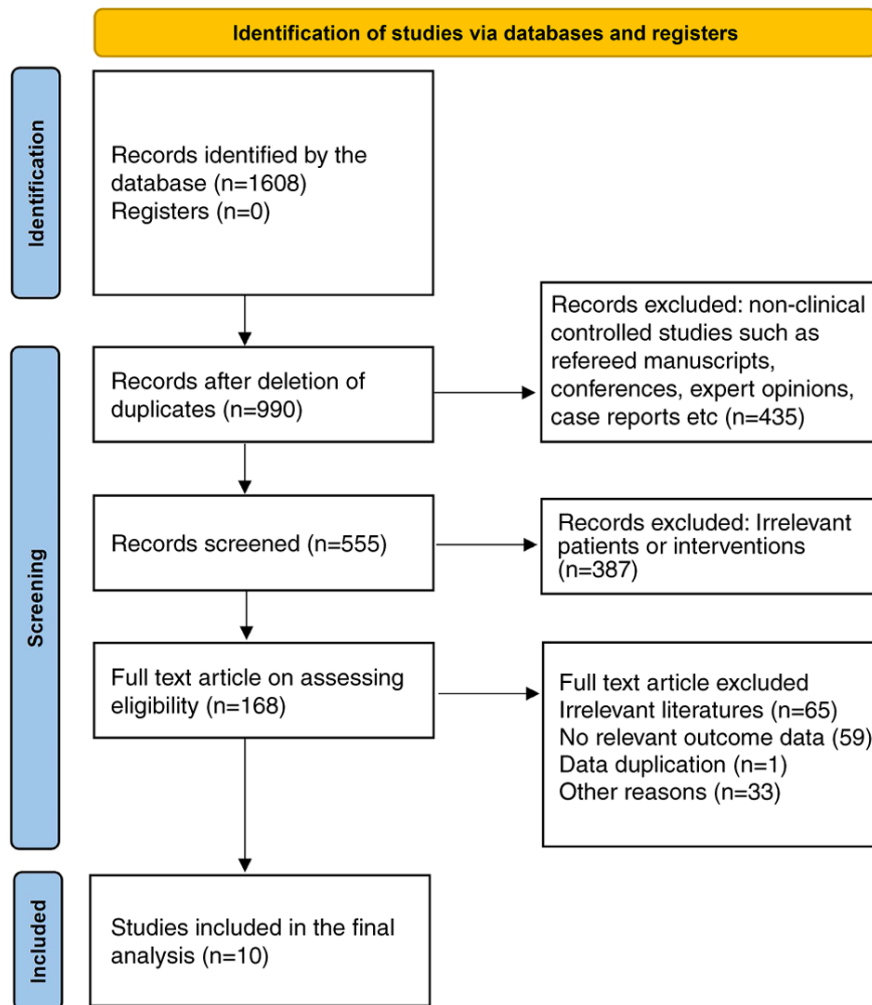 Identification of studies via databases and registers
Identification
Records identified by the
database (n=1608)
Registers (n=0)
Screening
Records after deletion of
duplicates (n=990)
Records excluded: non-clinical
controlled studies such as
refereed manuscripts,
conferences, expert opinions,
case reports etc (n=435)
Records screened (n=555)
Records excluded: Irrelevant
patients or interventions
(n=387)
Full text article on assessing
eligibility (n=168)
Full text article excluded
Irrelevant literatures (n=65)
No relevant outcome data (59)
Data duplication (n=1)
Other reasons (n=33)
Included
Studies included in the final
analysis (n=10)